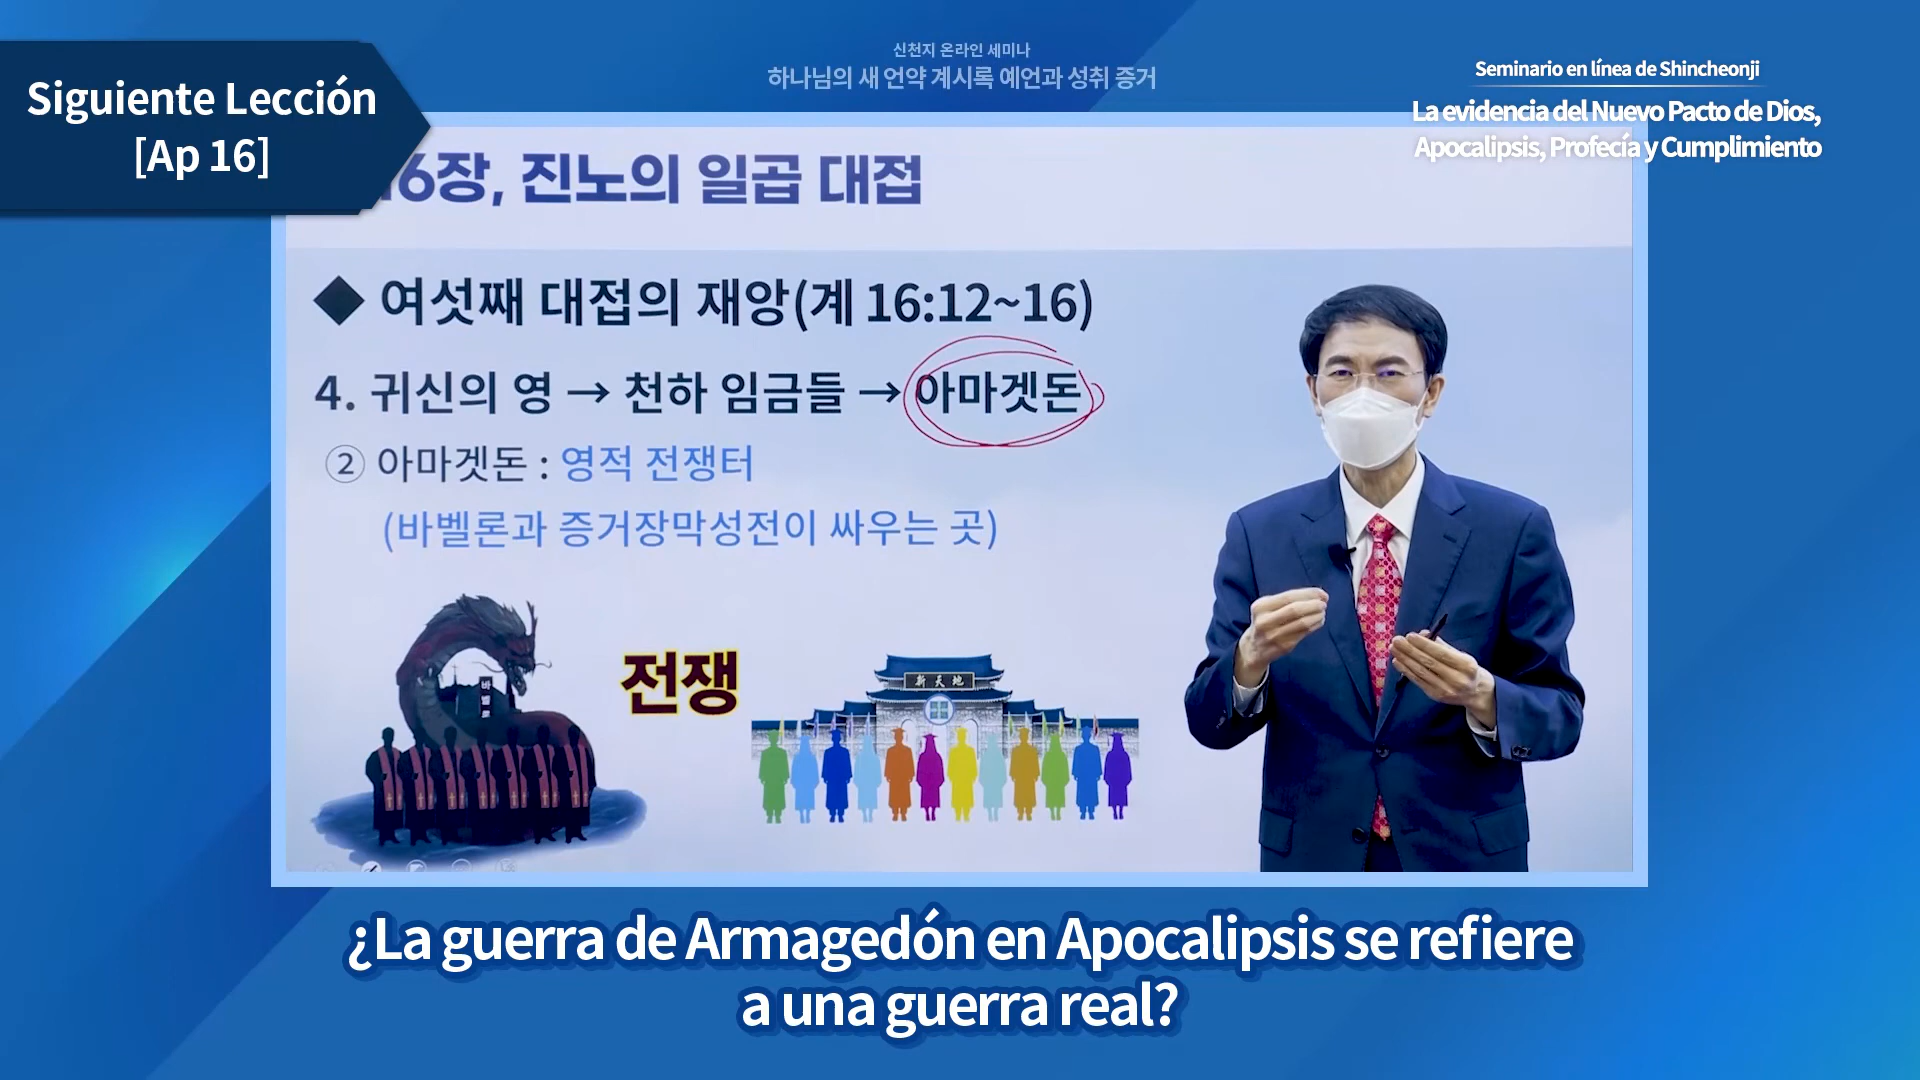 신천지 온라인 세미나
하나님의 새 언약 계시록 예언과 성취 증거
Seminario en línea de Shincheonji
La evidencia del Nuevo Pacto de Dios,
Apocalipsis, Profecía y Cumplimiento
Siguiente Lección
[Ap 16]
16장, 진노의 일곱 대접
◆ 여섯째 대접의 재앙(계 16:12~16)
4. 귀신의 영 → 천하 임금들 → 아마겟돈
② 아마겟돈 : 영적 전쟁터
(바벨론과 증거장막성전이 싸우는 곳)
바벨론
전쟁
新天地
¿La guerra de Armagedón en Apocalipsis se refiere
a una guerra real?